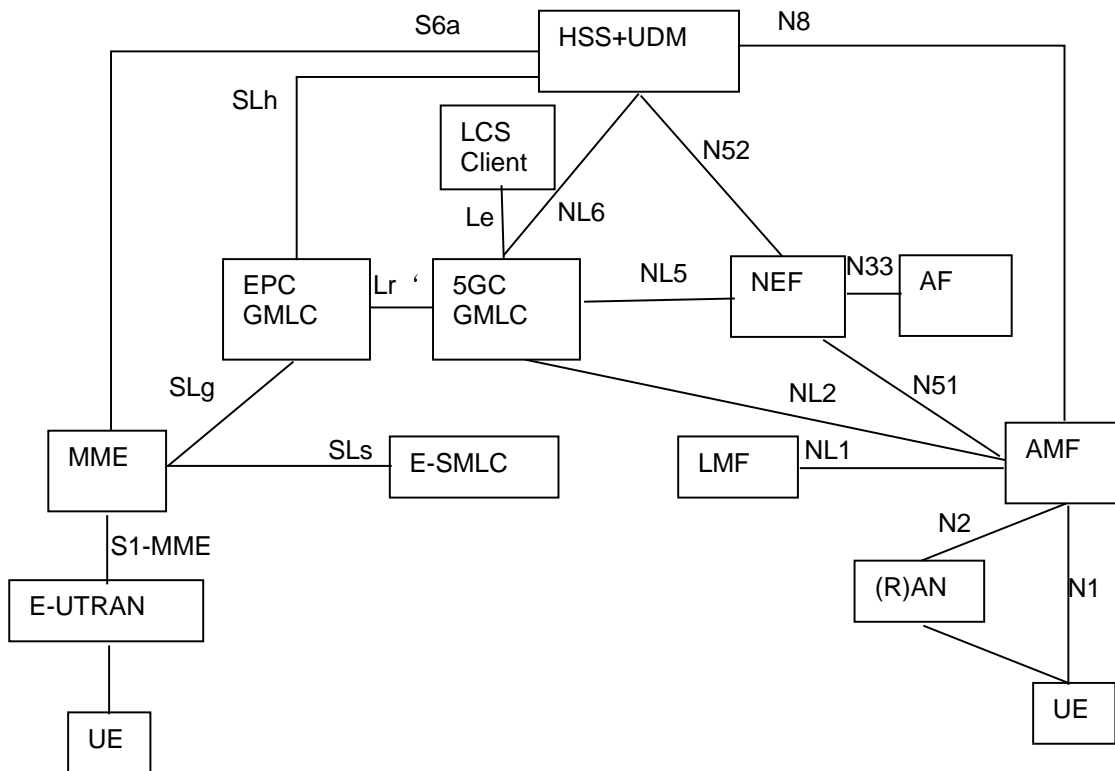 S6a
HSS+UDM
N8
SLh
LCS
Client
N52
Le
NL6
EPC
GMLC
Lr ‘
5GC
GMLC
NL5
NEF
N33
AF
SLg
NL2
N51
MME
SLs
E-SMLC
LMF
NL1
AMF
S1-MME
N2
E-UTRAN
(R)AN
N1
UE
UE